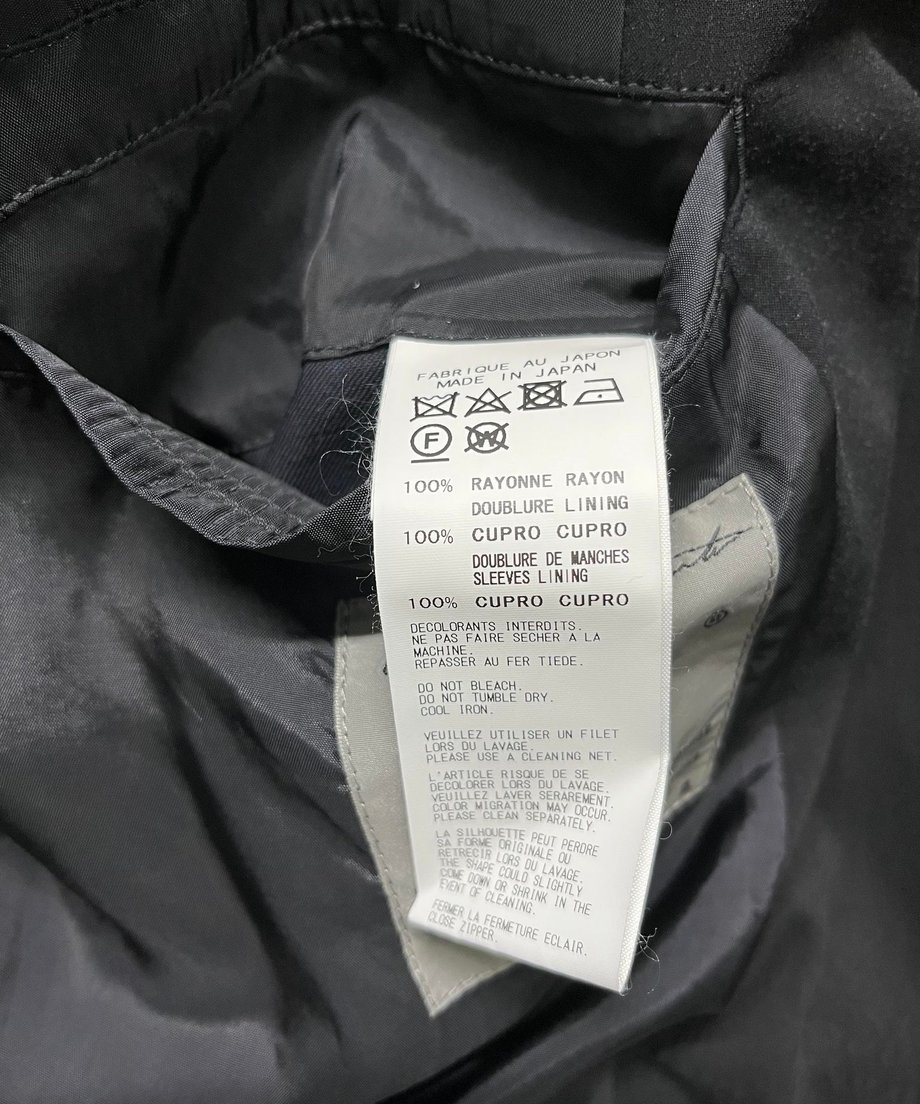 FABRIQUE AU JAPON
MADE IN JAPAN
F W
100% RAYONNE RAYON
DOUBLURE LINING
100% CUPRO CUPRO
DOUBLURE DE MANCHES
SLEEVES LINING
100% CUPRO CUPRO
DECOLORANTS INTERDITS.
NE PAS FAIRE SECHER A LA
MACHINE.
REPASSER AU FER TIEDE.
DO NOT BLEACH.
DO NOT TUMBLE DRY.
COOL IRON.
VEUILLEZ UTILISER UN FILET
LORS DU LAVAGE.
PLEASE USE A CLEANING NET.
L'ARTICLE RISQUE DE SE
DECOLORER LORS DU LAVAGE.
VEUILLEZ LAVER SERAREMENT.
COLOR MIGRATION MAY OCCUR.
PLEASE CLEAN SEPARATELY.
LA SILHOUETTE PEUT PERDRE
SA FORME ORIGINALE OU
RETRECIR LORS DU LAVAGE.
THE SHAPE COULD SLIGHTLY
COME DOWN OR SHRINK IN THE
EVENT OF CLEANING.
FERMER LA FERMETURE ECLAIR.
CLOSE ZIPPER.